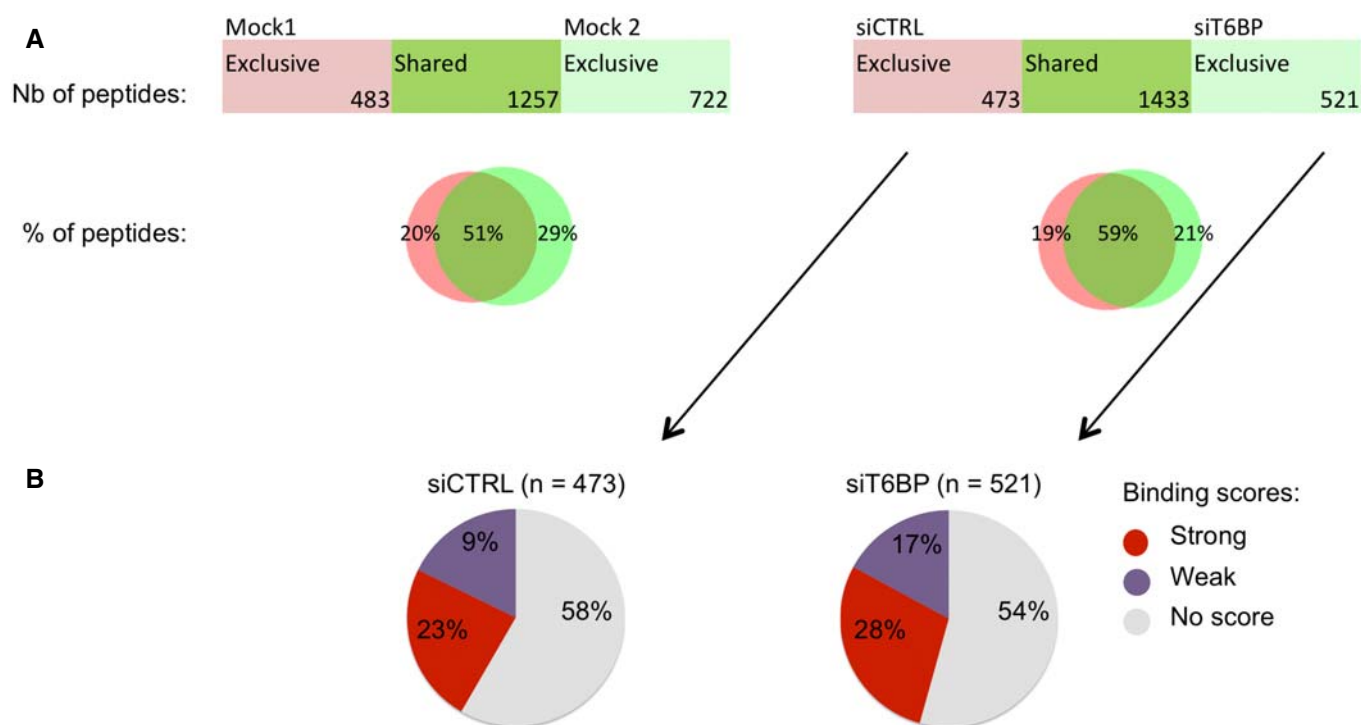 A
Mock1 Mock 2 siCTRL siT6BP
Exclusive Shared Exclusive Exclusive Shared Exclusive
Nb of peptides: 483 1257 722 473 1433 521
% of peptides: 20% 51% 29% 19% 59% 21%
B
siCTRL (n = 473) siT6BP (n = 521)
Binding scores:
9% 17% Strong
Weak
58% 54% No score
23% 28%